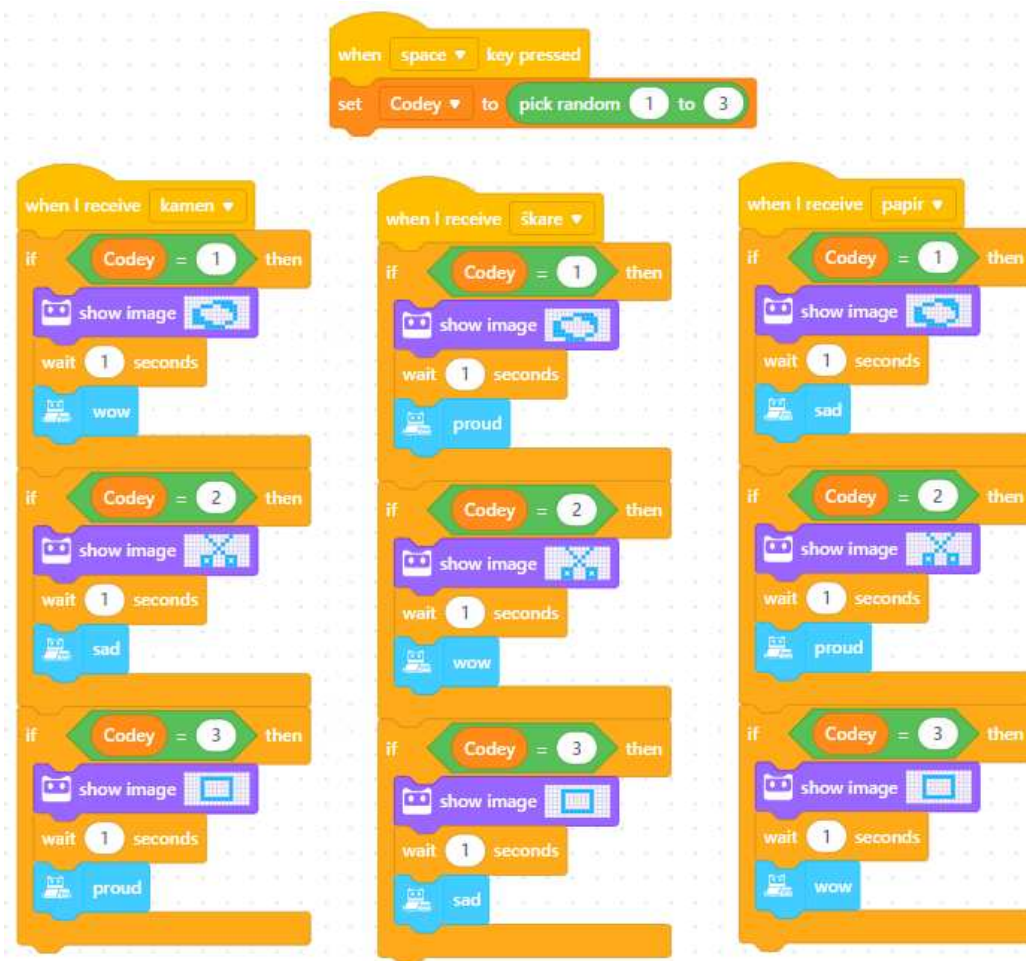 when space key pressed
set Codey to pick random 1 to 3
when I receive kamen
if Codey = 1 then
show image
wait 1 seconds
wow
if Codey = 2 then
show image
wait 1 seconds
sad
if Codey = 3 then
show image
wait 1 seconds
proud
when I receive škare
if Codey = 1 then
show image
wait 1 seconds
proud
if Codey = 2 then
show image
wait 1 seconds
wow
if Codey = 3 then
show image
wait 1 seconds
sad
when I receive papir
if Codey = 1 then
show image
wait 1 seconds
sad
if Codey = 2 then
show image
wait 1 seconds
proud
if Codey = 3 then
show image
wait 1 seconds
wow